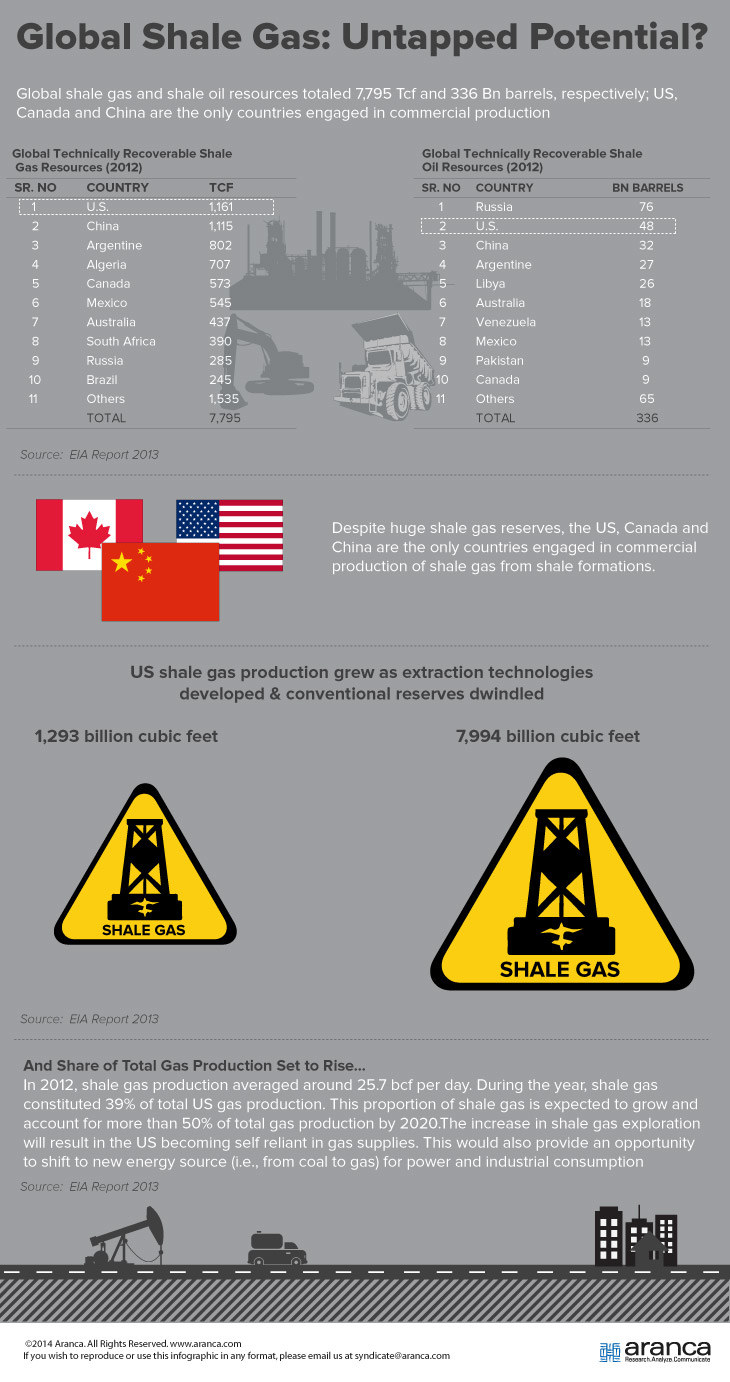 Global Shale Gas: Untapped Potential?
Global shale gas and shale oil resources totaled 7,795 Tcf and 336 Bn barrels, respectively; US,
Canada and China are the only countries engaged in commercial production
Global Technically Recoverable Shale
Gas Resources (2012)
SR. NO COUNTRY TCF
1 U.S. 1,161
2 China 1,115
3 Argentine 802
4 Algeria 707
5 Canada 573
6 Mexico 545
7 Australia 437
8 South Africa 390
9 Russia 285
10 Brazil 245
11 Others 1,535
TOTAL 7,795
Global Technically Recoverable Shale
Oil Resources (2012)
SR. NO COUNTRY BN BARRELS
1 Russia 76
2 U.S. 48
3 China 32
4 Argentine 27
5 Libya 26
6 Australia 18
7 Venezuela 13
8 Mexico 13
9 Pakistan 9
10 Canada 9
11 Others 65
TOTAL 336
Source: EIA Report 2013
Despite huge shale gas reserves, the US, Canada and
China are the only countries engaged in commercial
production of shale gas from shale formations.
US shale gas production grew as extraction technologies
developed & conventional reserves dwindled
1,293 billion cubic feet
7,994 billion cubic feet
SHALE GAS
SHALE GAS
Source: EIA Report 2013
And Share of Total Gas Production Set to Rise...
In 2012, shale gas production averaged around 25.7 bcf per day. During the year, shale gas
constituted 39% of total US gas production. This proportion of shale gas is expected to grow and
account for more than 50% of total gas production by 2020.The increase in shale gas exploration
will result in the US becoming self reliant in gas supplies. This would also provide an opportunity
to shift to new energy source (i.e., from coal to gas) for power and industrial consumption
Source: EIA Report 2013
©2014 Aranca. All Rights Reserved. www.aranca.com
If you wish to reproduce or use this infographic in any format, please email us at syndicate@aranca.com
aranca
Research.Analyze.Communicate